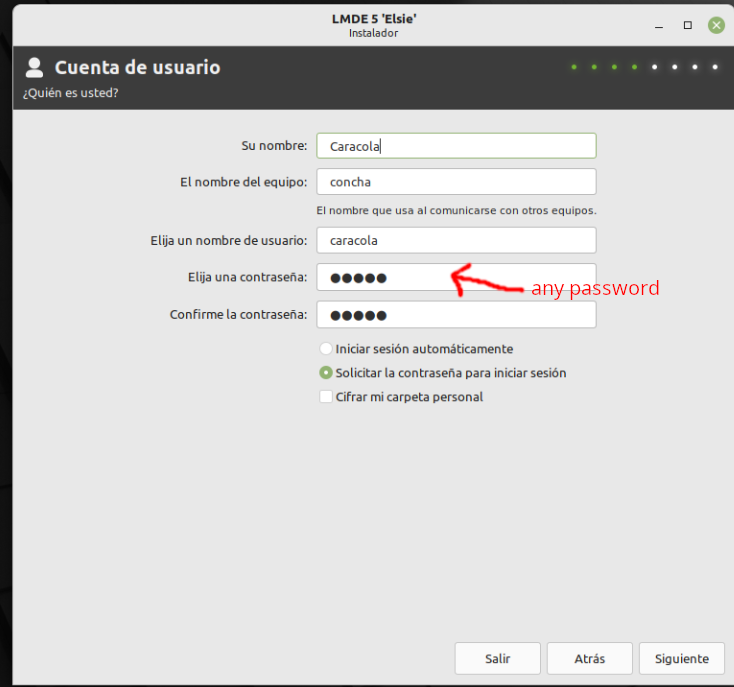 LMDE 5 'Elsie'
Instalador
Cuenta de usuario
¿Quién es usted?
Su nombre: Caracola
El nombre del equipo: concha
El nombre que usa al comunicarse con otros equipos.
Elija un nombre de usuario: caracola
Elija una contraseña: ●●●●● any password
Confirme la contraseña: ●●●●●
Iniciar sesión automáticamente
Solicitar la contraseña para iniciar sesión
Cifrar mi carpeta personal
Salir Atrás Siguiente